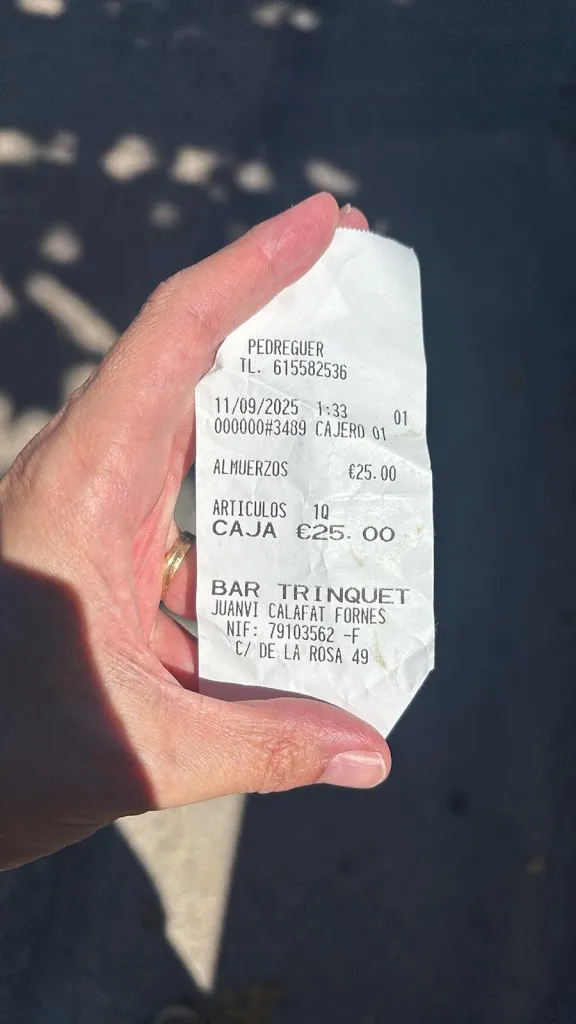 PEDREGUER
TL. 615582536
11/09/2025 1:33 01
000000#3489 CAJERO 01
ALMUERZOS €25.00
ARTICULOS 1Q
CAJA €25.00
BAR TRINQUET
JUANVI CALAFAT FORNES
NIF: 79103562 -F
C/ DE LA ROSA 49